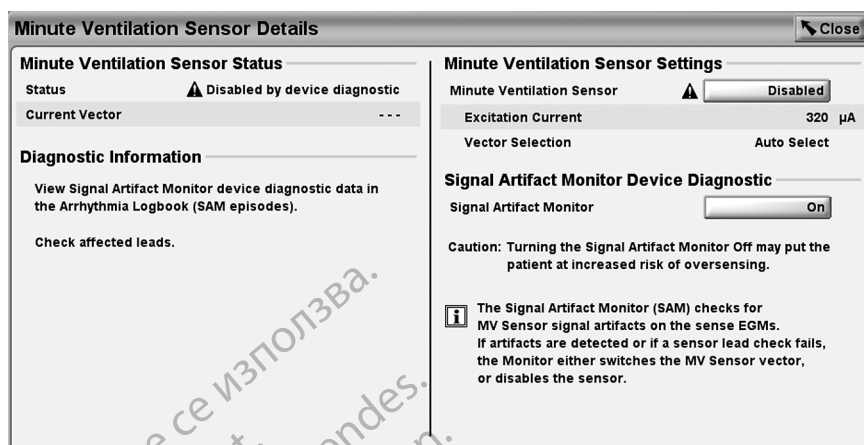 Minute Ventilation Sensor Details
Close
Minute Ventilation Sensor Status
Status Disabled by device diagnostic
Current Vector ---
Diagnostic Information
View Signal Artifact Monitor device diagnostic data in
the Arrhythmia Logbook (SAM episodes).
Check affected leads.
Minute Ventilation Sensor Settings
Minute Ventilation Sensor Disabled
Excitation Current 320 µA
Vector Selection Auto Select
Signal Artifact Monitor Device Diagnostic
Signal Artifact Monitor On
Caution: Turning the Signal Artifact Monitor Off may put the
patient at increased risk of oversensing.
i
The Signal Artifact Monitor (SAM) checks for
MV Sensor signal artifacts on the sense EGMs.
If artifacts are detected or if a sensor lead check fails,
the Monitor either switches the MV Sensor vector,
or disables the sensor.
се използва.